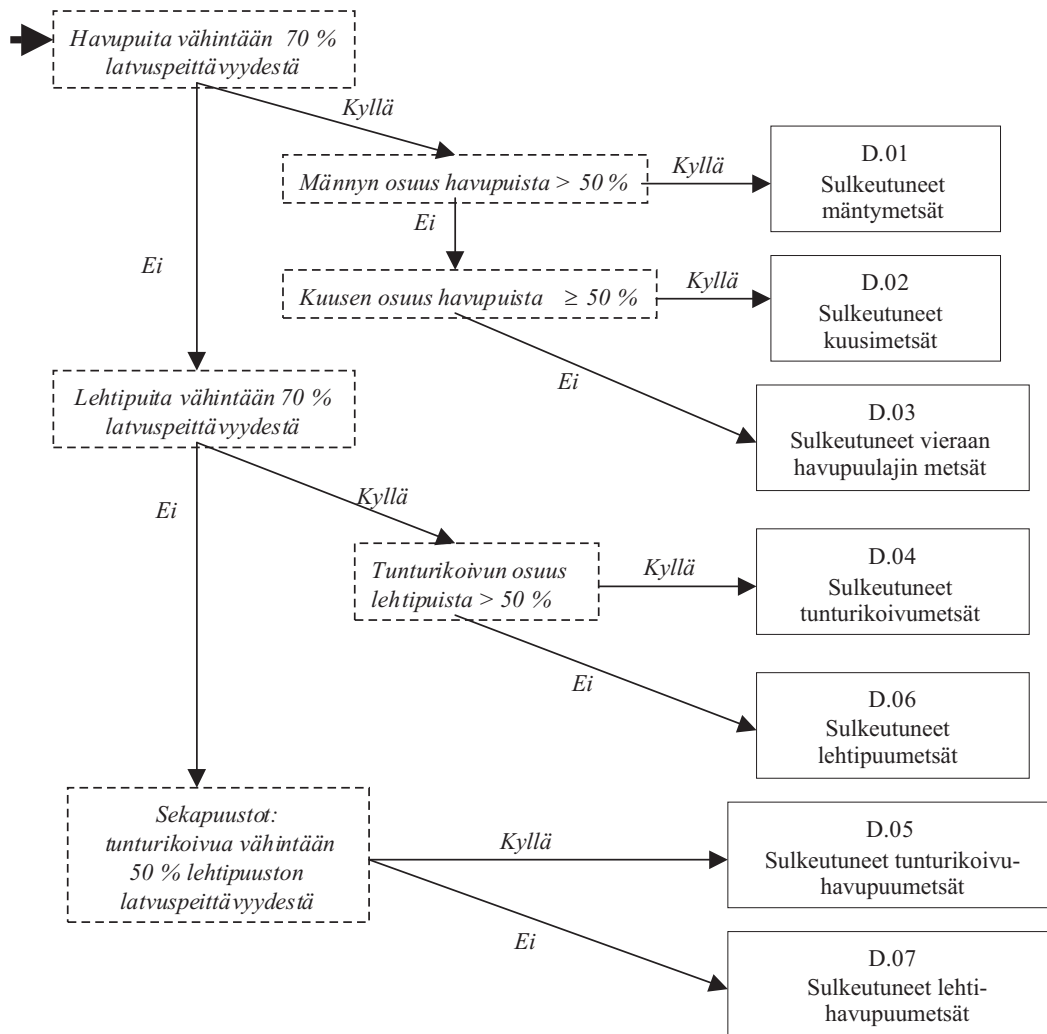 Havupuita vähintään 70 %
latvuspeittävyydestä
Kyllä
Männyn osuus havupuista > 50 %
Kyllä
D.01
Sulkeutuneet
mäntymetsät
Ei
Ei
Kuusen osuus havupuista ≥ 50 %
Kyllä
D.02
Sulkeutuneet
kuusimetsät
Ei
D.03
Sulkeutuneet vieraan
havupuulajin metsät
Lehtipuita vähintään 70 %
latvuspeittävyydestä
Kyllä
Ei
Tunturikoivun osuus
lehtipuista > 50 %
Kyllä
D.04
Sulkeutuneet
tunturikoivumetsät
Ei
D.06
Sulkeutuneet
lehtipuumetsät
Sekapuustot:
tunturikoivua vähintään
50 % lehtipuuston
latvuspeittävyydestä
Kyllä
D.05
Sulkeutuneet tunturikoivu-
havupuumetsät
Ei
D.07
Sulkeutuneet lehti-
havupuumetsät